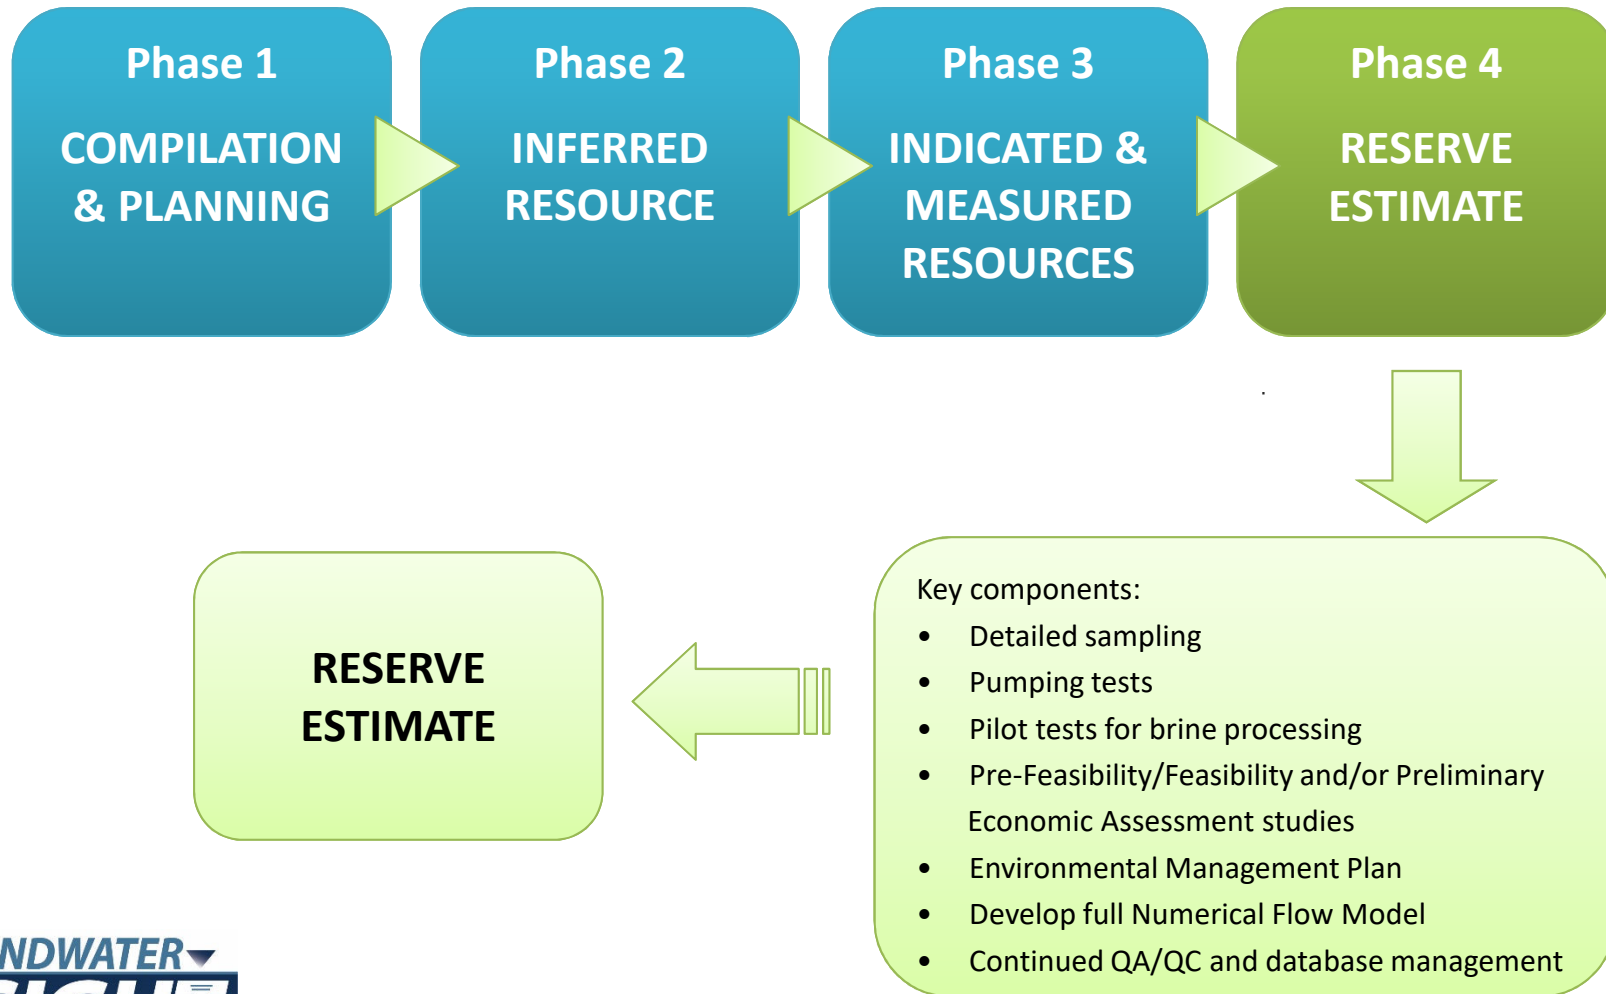 Phase 1
COMPILATION
& PLANNING
Phase 2
INFERRED
RESOURCE
Phase 3
INDICATED &
MEASURED
RESOURCES
Phase 4
RESERVE
ESTIMATE
RESERVE
ESTIMATE
Key components:
• Detailed sampling
• Pumping tests
• Pilot tests for brine processing
• Pre-Feasibility/Feasibility and/or Preliminary
Economic Assessment studies
• Environmental Management Plan
• Develop full Numerical Flow Model
• Continued QA/QC and database management
NDWATER